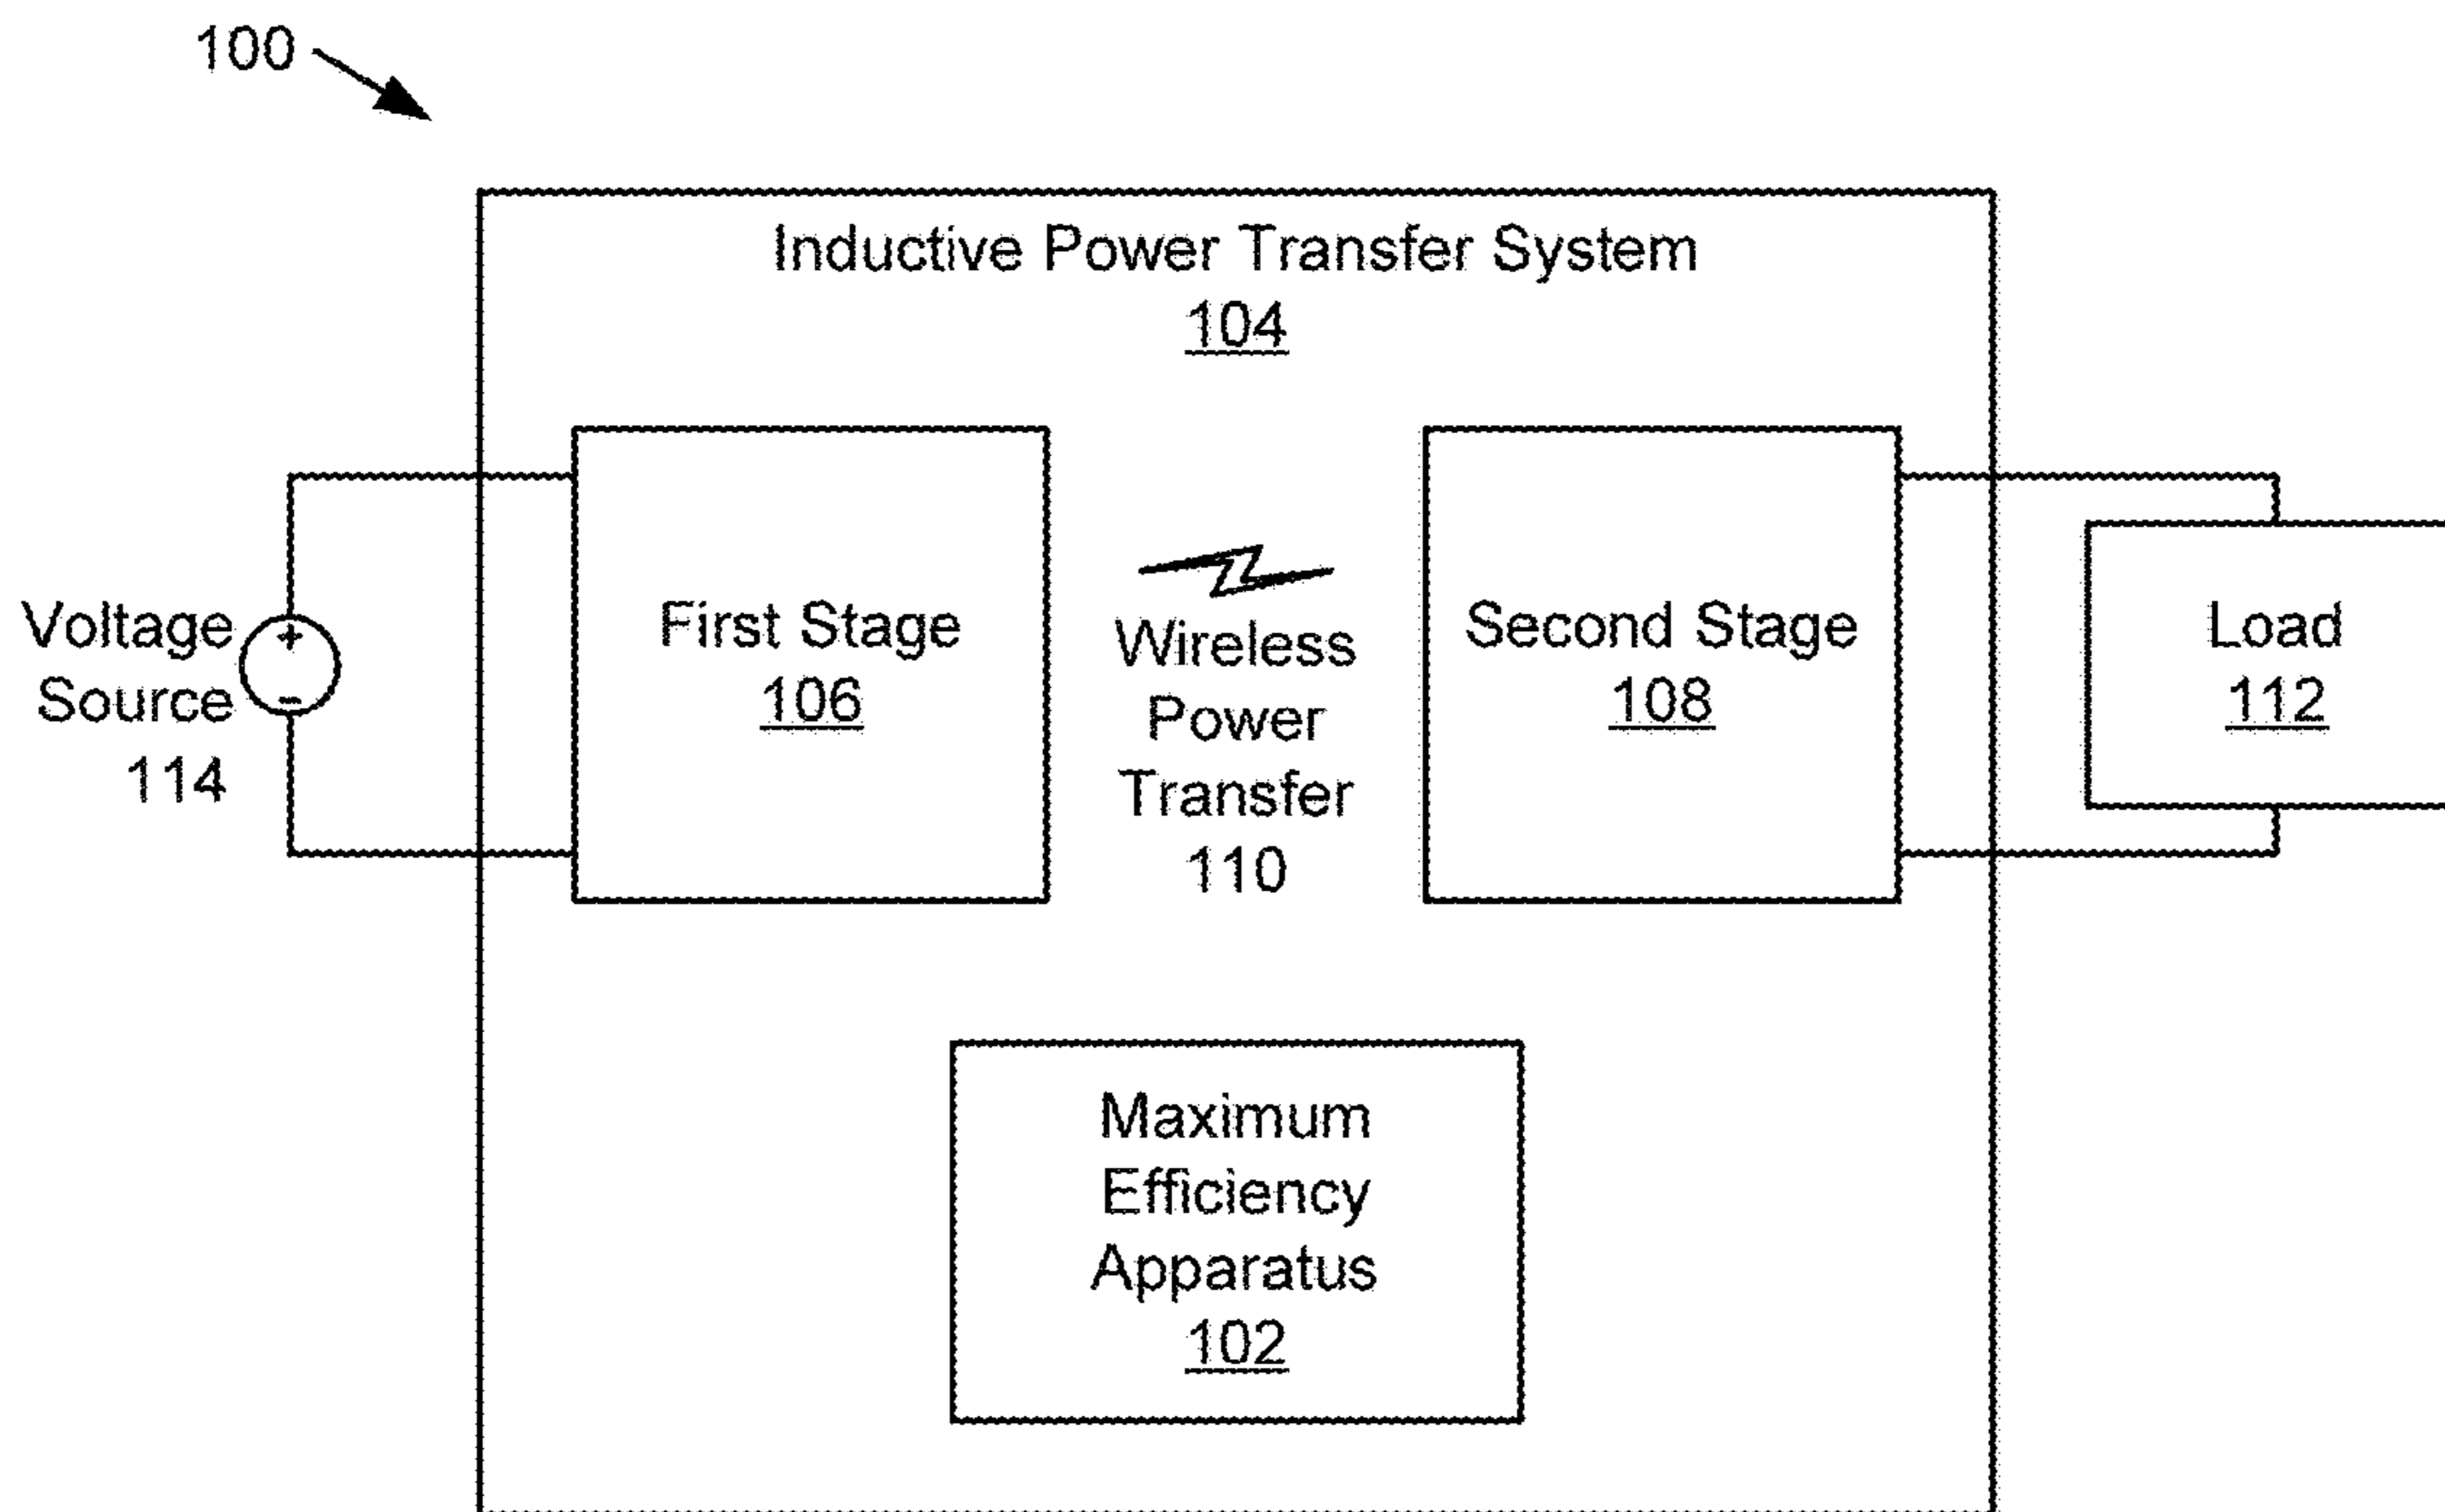 100
Inductive Power Transfer System
104
Voltage
Source
114
+
-
First Stage
106
Wireless
Power
Transfer
110
Second Stage
108
Load
112
Maximum
Efficiency
Apparatus
102